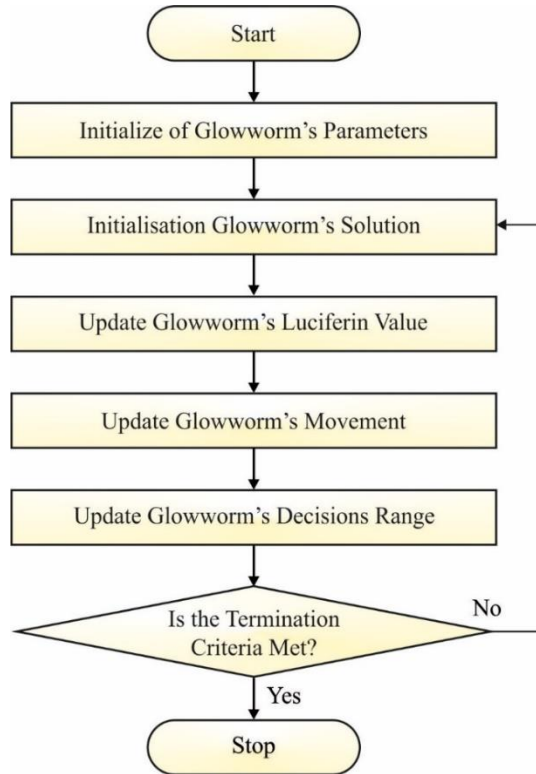 Start
Initialize of Glowworm's Parameters
Initialisation Glowworm's Solution
Update Glowworm's Luciferin Value
Update Glowworm's Movement
Update Glowworm's Decisions Range
Is the Termination
Criteria Met?
No
Yes
Stop